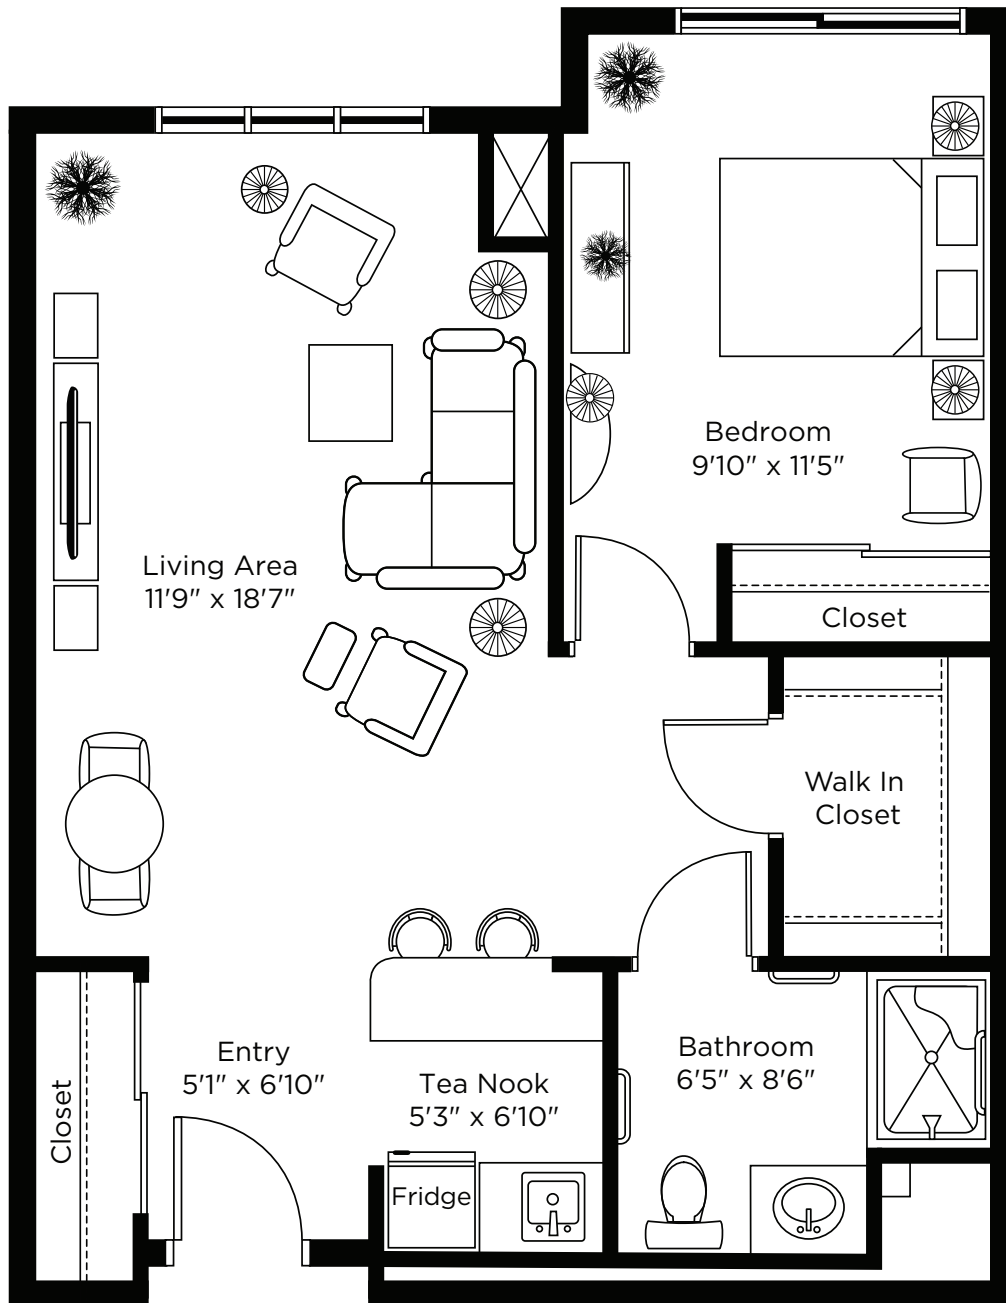 Bedroom
9'10" x 11'5"
Living Area
11'9" x 18'7"
Closet
Walk In
Closet
Entry
5'1" x 6'10"
Tea Nook
5'3" x 6'10"
Bathroom
6'5" x 8'6"
Closet
Fridge